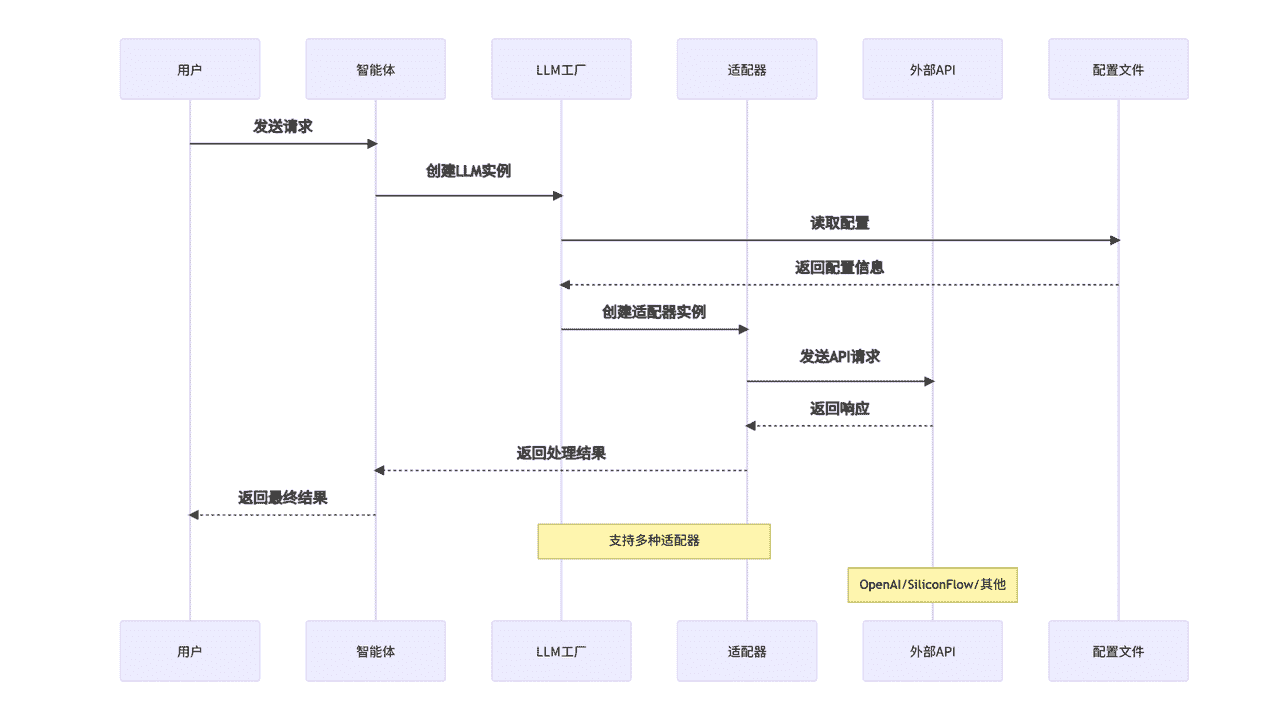 用户
智能体
LLM工厂
适配器
外部API
配置文件
发送请求
创建LLM实例
读取配置
返回配置信息
创建适配器实例
发送API请求
返回响应
返回处理结果
返回最终结果
支持多种适配器
OpenAI/SiliconFlow/其他
用户
智能体
LLM工厂
适配器
外部API
配置文件